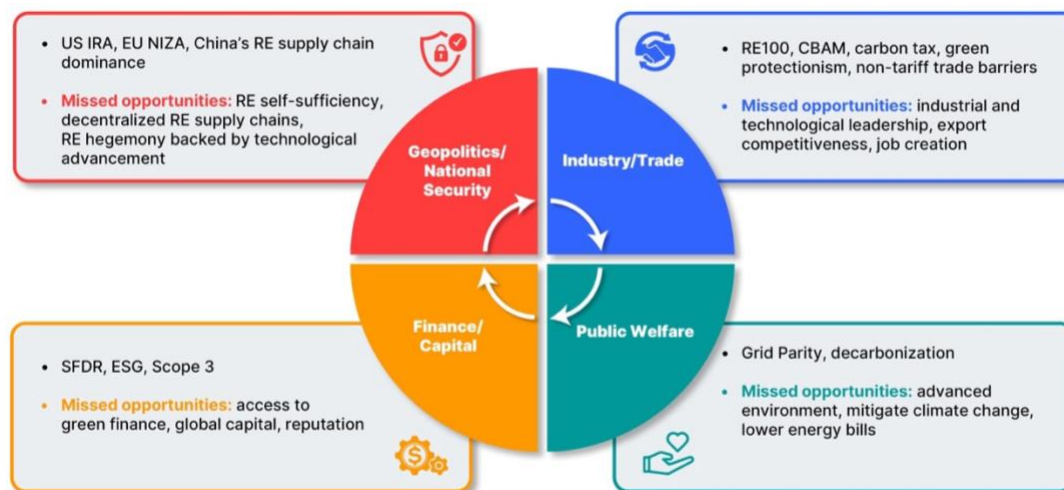 • US IRA, EU NIZA, China's RE supply chain
dominance
• Missed opportunities: RE self-sufficiency,
decentralized RE supply chains,
RE hegemony backed by technological
advancement
Geopolitics/
National
Security
Industry/Trade
• RE100, CBAM, carbon tax, green
protectionism, non-tariff trade barriers
• Missed opportunities: industrial and
technological leadership, export
competitiveness, job creation
• SFDR, ESG, Scope 3
• Missed opportunities: access to
green finance, global capital, reputation
$
Finance/
Capital
Public Welfare
• Grid Parity, decarbonization
• Missed opportunities: advanced
environment, mitigate climate change,
lower energy bills